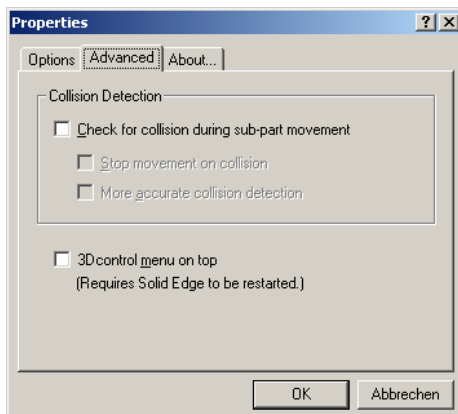 Properties
Options Advanced About...
Collision Detection
Check for collision during sub-part movement
Stop movement on collision
More accurate collision detection
3Dcontrol menu on top
(Requires Solid Edge to be restarted.)
OK Abbrechen